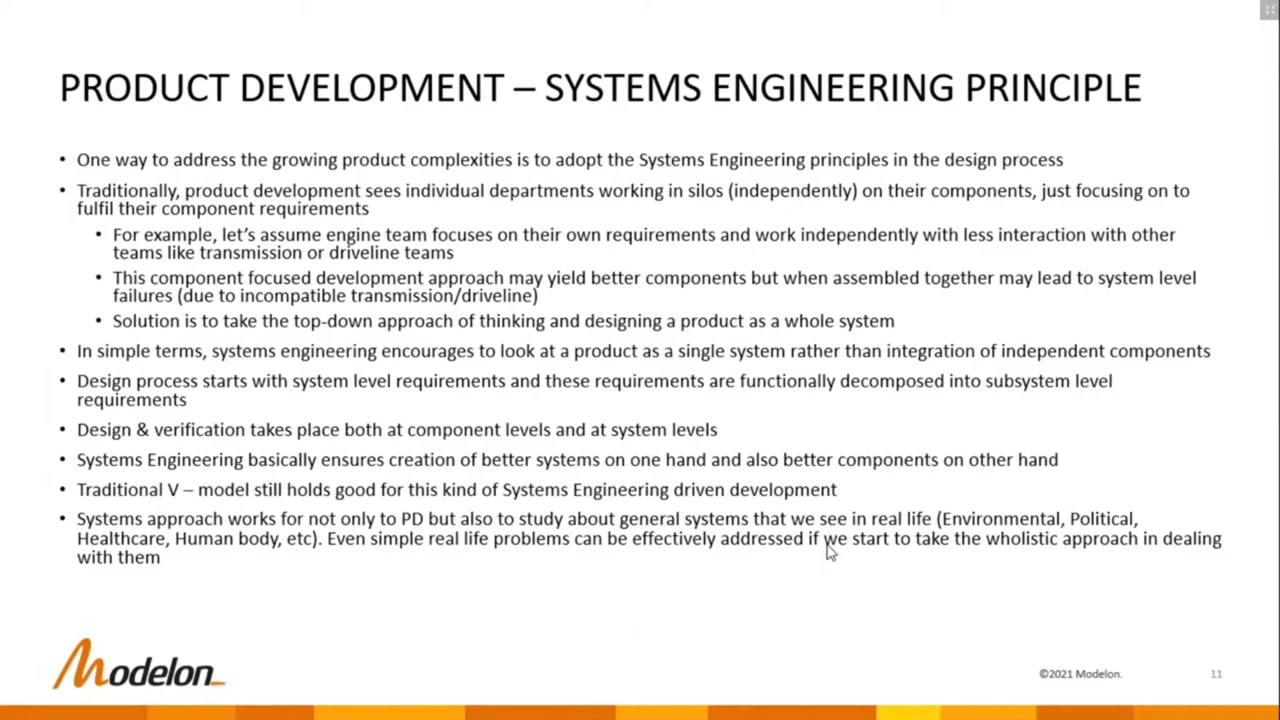 PRODUCT DEVELOPMENT – SYSTEMS ENGINEERING PRINCIPLE
• One way to address the growing product complexities is to adopt the Systems Engineering principles in the design process
• Traditionally, product development sees individual departments working in silos (independently) on their components, just focusing on to
fulfil their component requirements
• For example, let's assume engine team focuses on their own requirements and work independently with less interaction with other
teams like transmission or driveline teams
• This component focused development approach may yield better components but when assembled together may lead to system level
failures (due to incompatible transmission/driveline)
• Solution is to take the top-down approach of thinking and designing a product as a whole system
• In simple terms, systems engineering encourages to look at a product as a single system rather than integration of independent components
• Design process starts with system level requirements and these requirements are functionally decomposed into subsystem level
requirements
• Design & verification takes place both at component levels and at system levels
• Systems Engineering basically ensures creation of better systems on one hand and also better components on other hand
• Traditional V – model still holds good for this kind of Systems Engineering driven development
• Systems approach works for not only to PD but also to study about general systems that we see in real life (Environmental, Political,
Healthcare, Human body, etc). Even simple real life problems can be effectively addressed if we start to take the wholistic approach in dealing
with them
Modelon
©2021 Modelon.
11